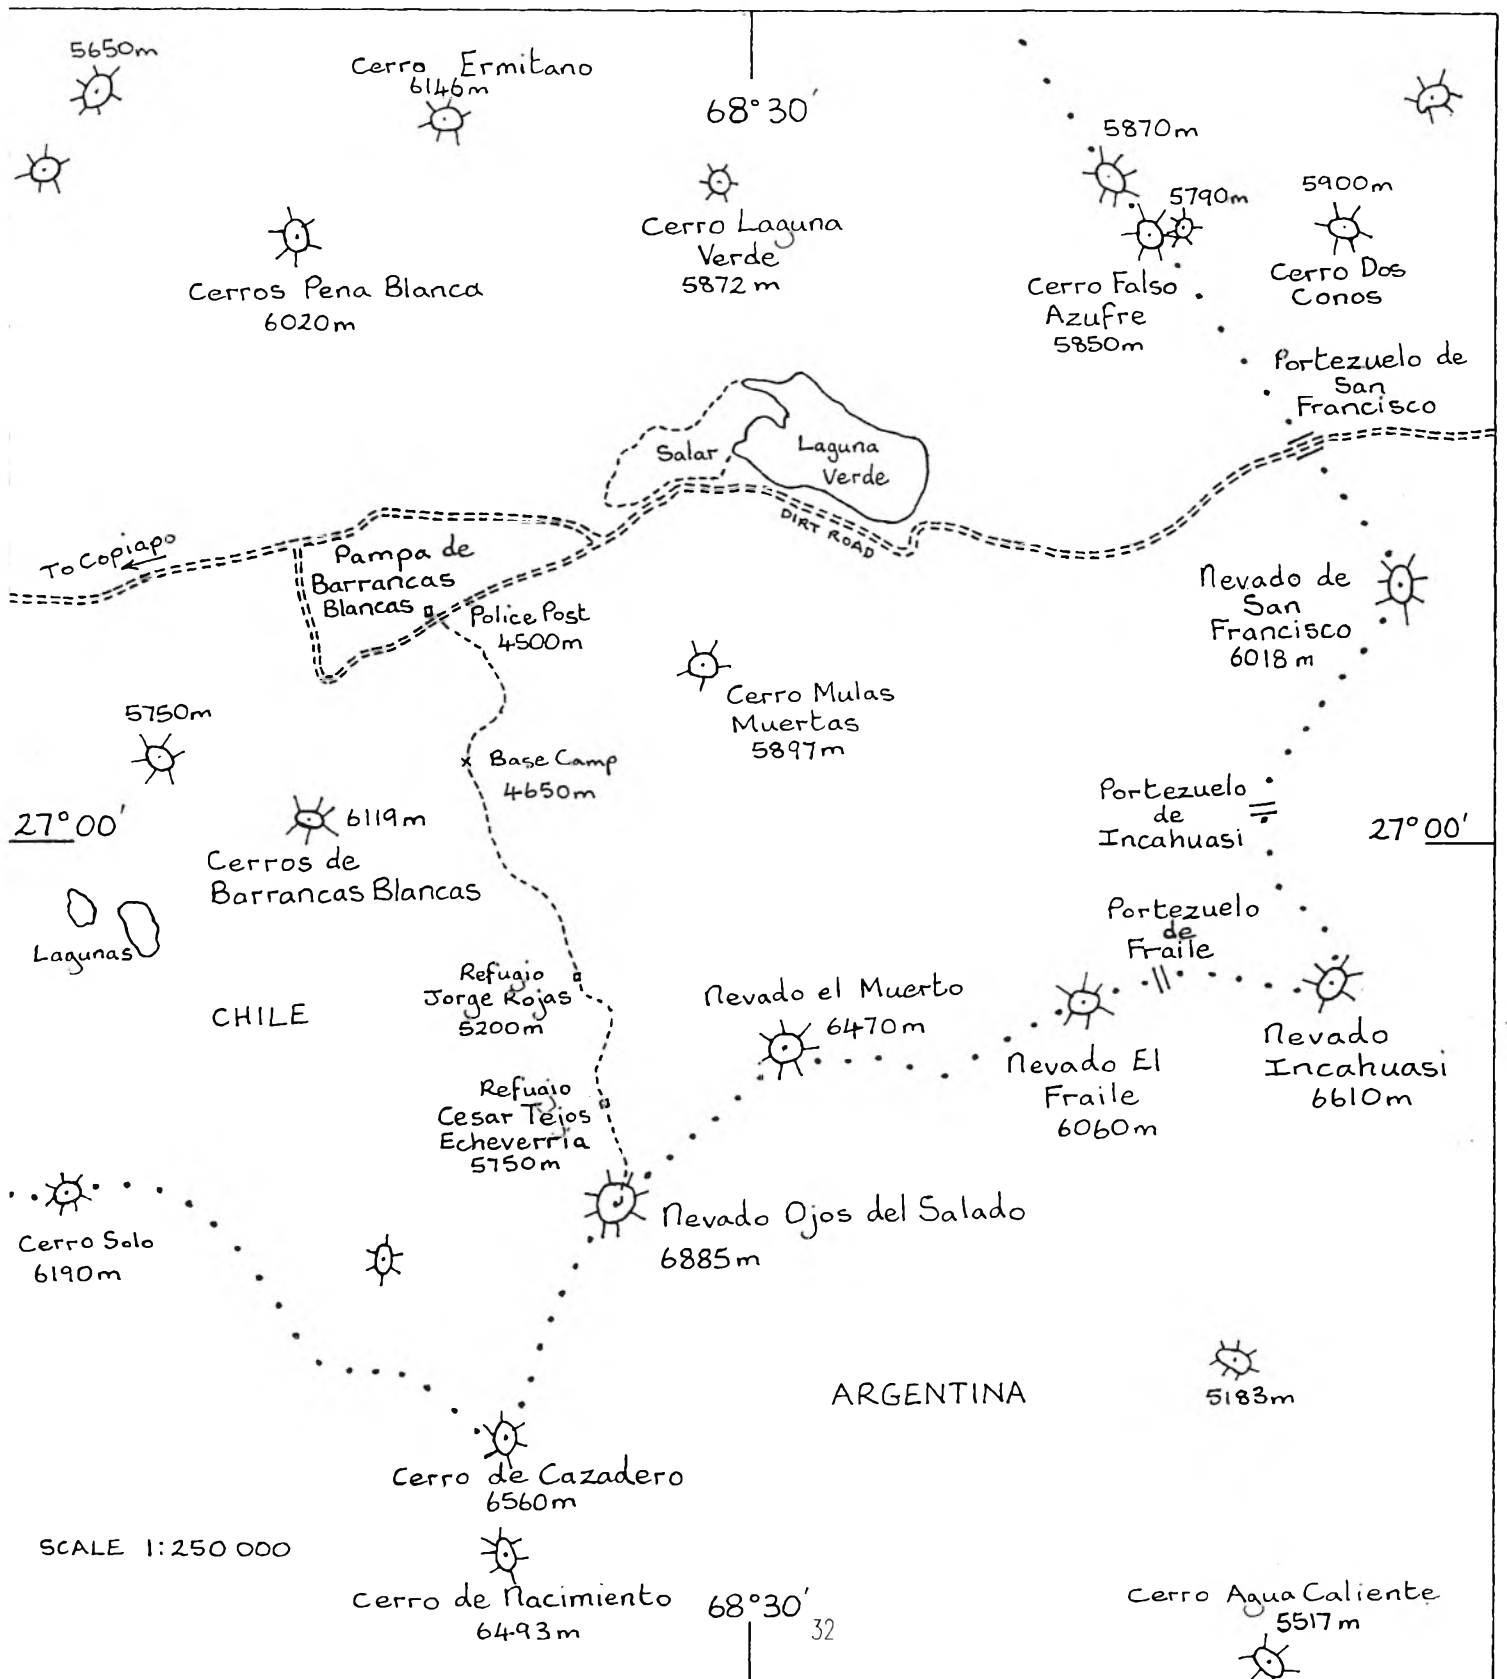 5650m
Cerro Ermitano
6146m
68°30'
5870m
5790m
5900m
Cerro Laguna
Verde
5872m
Cerros Pena Blanca
6020m
Cerro Falso
Azufre
5850m
Cerro Dos
Conos
Portezuelo de
San
Francisco
Salar
Laguna
Verde
DIRT ROAD
To Copiapo
Pampa de
Barrancas
Blancas
Police Post
4500m
Nevado de
San
Francisco
6018m
Cerro Mulas
Muertas
5897m
5750m
Base Camp
4650m
27°00'
6119m
Cerros de
Barrancas Blancas
Portezuelo
de
Incahuasi
27°00'
Lagunas
Portezuelo
de
Fraile
CHILE
Refugio
Jorge Rojas
5200m
Nevado el Muerto
6470m
Nevado El
Fraile
6060m
Nevado
Incahuasi
6610m
Refugio
Cesar Tejos
Echeverria
5750m
Cerro Solo
6190m
Nevado Ojos del Salado
6885m
ARGENTINA
5183m
Cerro de Cazadero
6560m
SCALE 1:250 000
Cerro de Nacimiento
6493m
68°30'
32
Cerro Agua Caliente
5517m